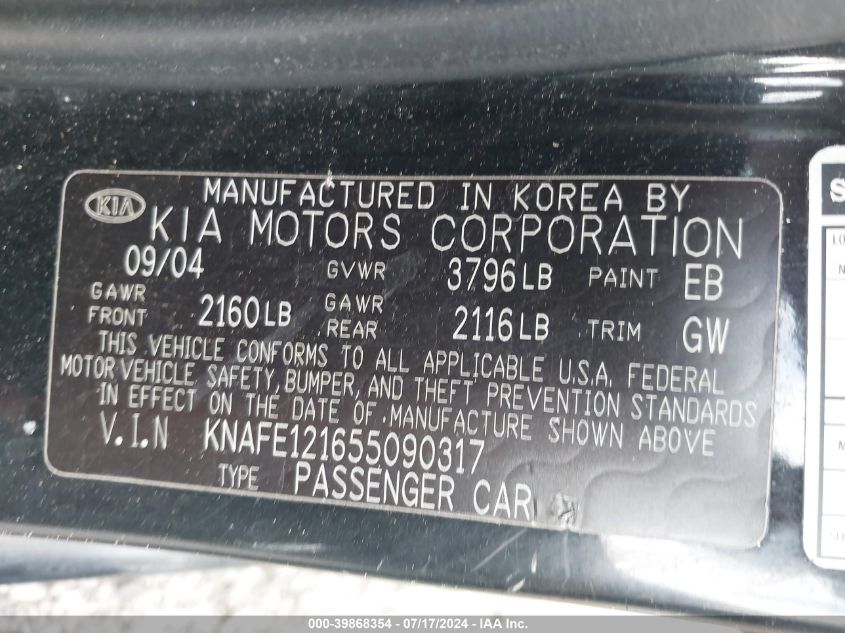 MANUFACTURED IN KOREA BY
KIA KIA MOTORS CORPORATION
09/04 GVWR 3796LB PAINT EB
GAWR FRONT 2160LB GAWR REAR 2116LB TRIM GW
THIS VEHICLE CONFORMS TO ALL APPLICABLE U.S.A. FEDERAL
MOTOR VEHICLE SAFETY, BUMPER, AND THEFT PREVENTION STANDARDS
IN EFFECT ON THE DATE OF MANUFACTURE SHOWN ABOVE
V.I.N KNAFE121655090317
TYPE PASSENGER CAR
000-39868354 - 07/17/2024 - IAAI, Inc.